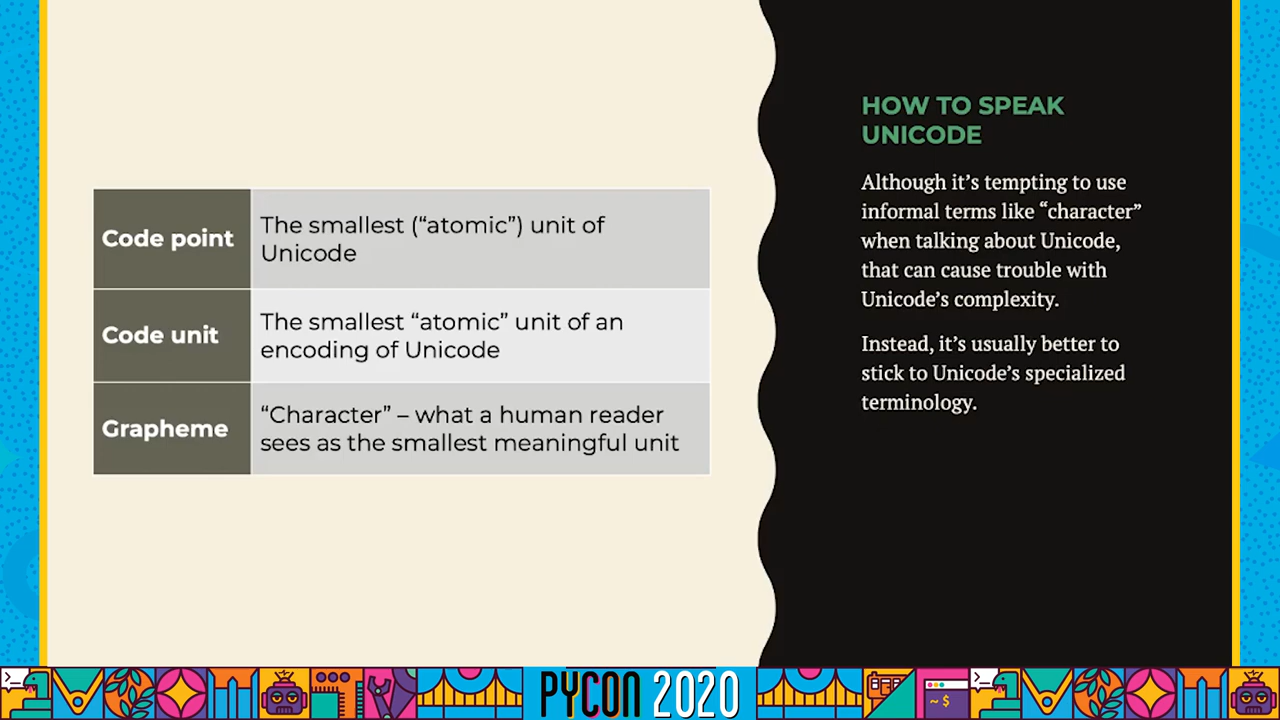 Code point
The smallest (“atomic”) unit of
Unicode
Code unit
The smallest “atomic” unit of an
encoding of Unicode
Grapheme
“Character” – what a human reader
sees as the smallest meaningful unit
HOW TO SPEAK
UNICODE
Although it’s tempting to use
informal terms like “character”
when talking about Unicode,
that can cause trouble with
Unicode’s complexity.
Instead, it’s usually better to
stick to Unicode’s specialized
terminology.
PYCON 2020
~$